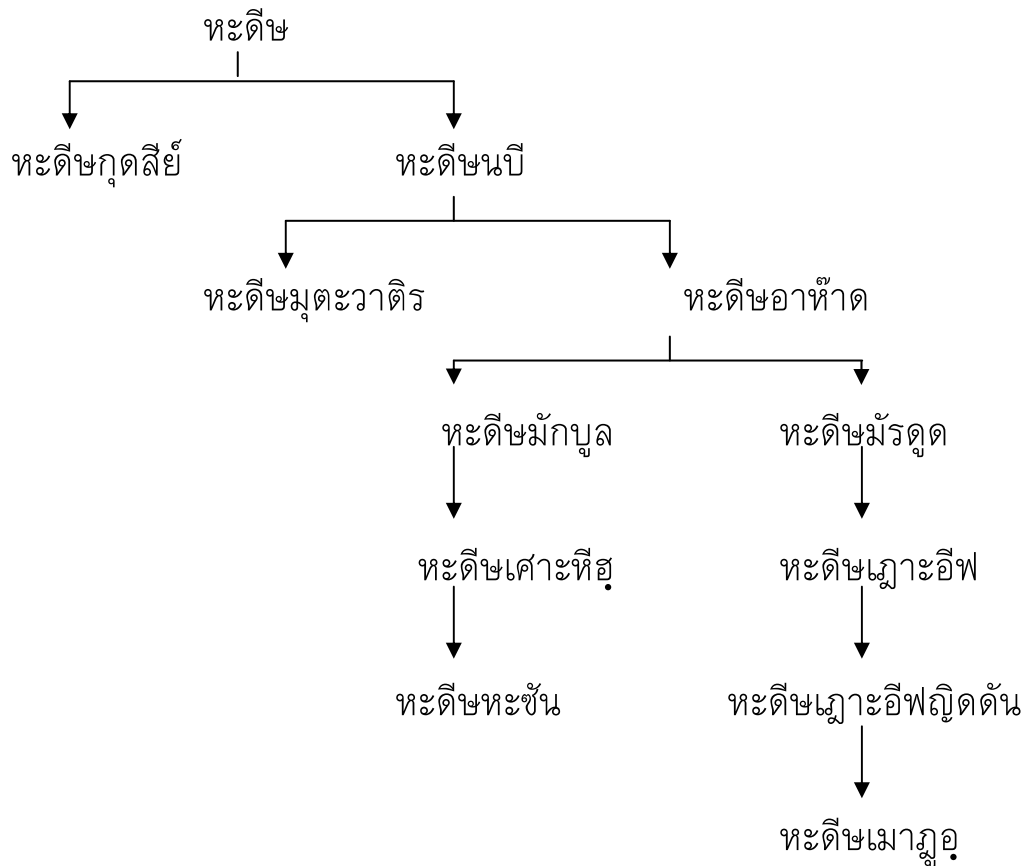 หะดีษ
หะดีษกุดสีย์ หะดีษนบี
หะดีษมุตะวาติร หะดีษอาห๊าด
หะดีษมักบูล หะดีษมัรดูด
หะดีษเศาะหีฮฺ หะดีษเฎาะอีฟ
หะดีษหะซัน หะดีษเฎาะอีฟญิดดัน
หะดีษเมาฎูอฺ